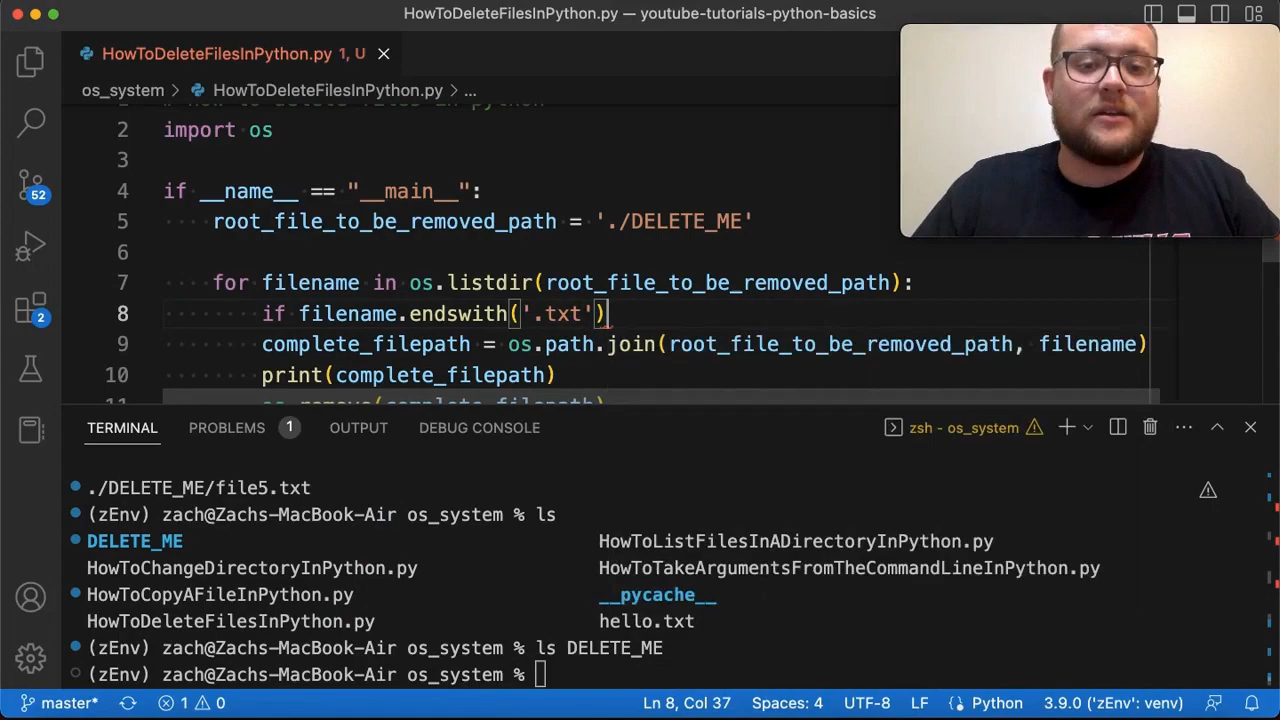 HowToDeleteFilesInPython.py — youtube-tutorials-python-basics
HowToDeleteFilesInPython.py 1, U
os_system > HowToDeleteFilesInPython.py > ...
2 import os
3
4 if __name__ == "__main__":
5 root_file_to_be_removed_path = './DELETE_ME'
6
7 for filename in os.listdir(root_file_to_be_removed_path):
8 if filename.endswith('.txt')
9 complete_filepath = os.path.join(root_file_to_be_removed_path, filename)
10 print(complete_filepath)
11 os.remove(complete_filepath)
52
2
TERMINAL PROBLEMS 1 OUTPUT DEBUG CONSOLE zsh - os_system
./DELETE_ME/file5.txt
(zEnv) zach@Zachs-MacBook-Air os_system % ls
DELETE_ME HowToListFilesInADirectoryInPython.py
HowToChangeDirectoryInPython.py HowToTakeArgumentsFromTheCommandLineInPython.py
HowToCopyAFileInPython.py __pycache__
HowToDeleteFilesInPython.py hello.txt
(zEnv) zach@Zachs-MacBook-Air os_system % ls DELETE_ME
(zEnv) zach@Zachs-MacBook-Air os_system %
master* 1 0 Ln 8, Col 37 Spaces: 4 UTF-8 LF Python 3.9.0 ('zEnv': venv)